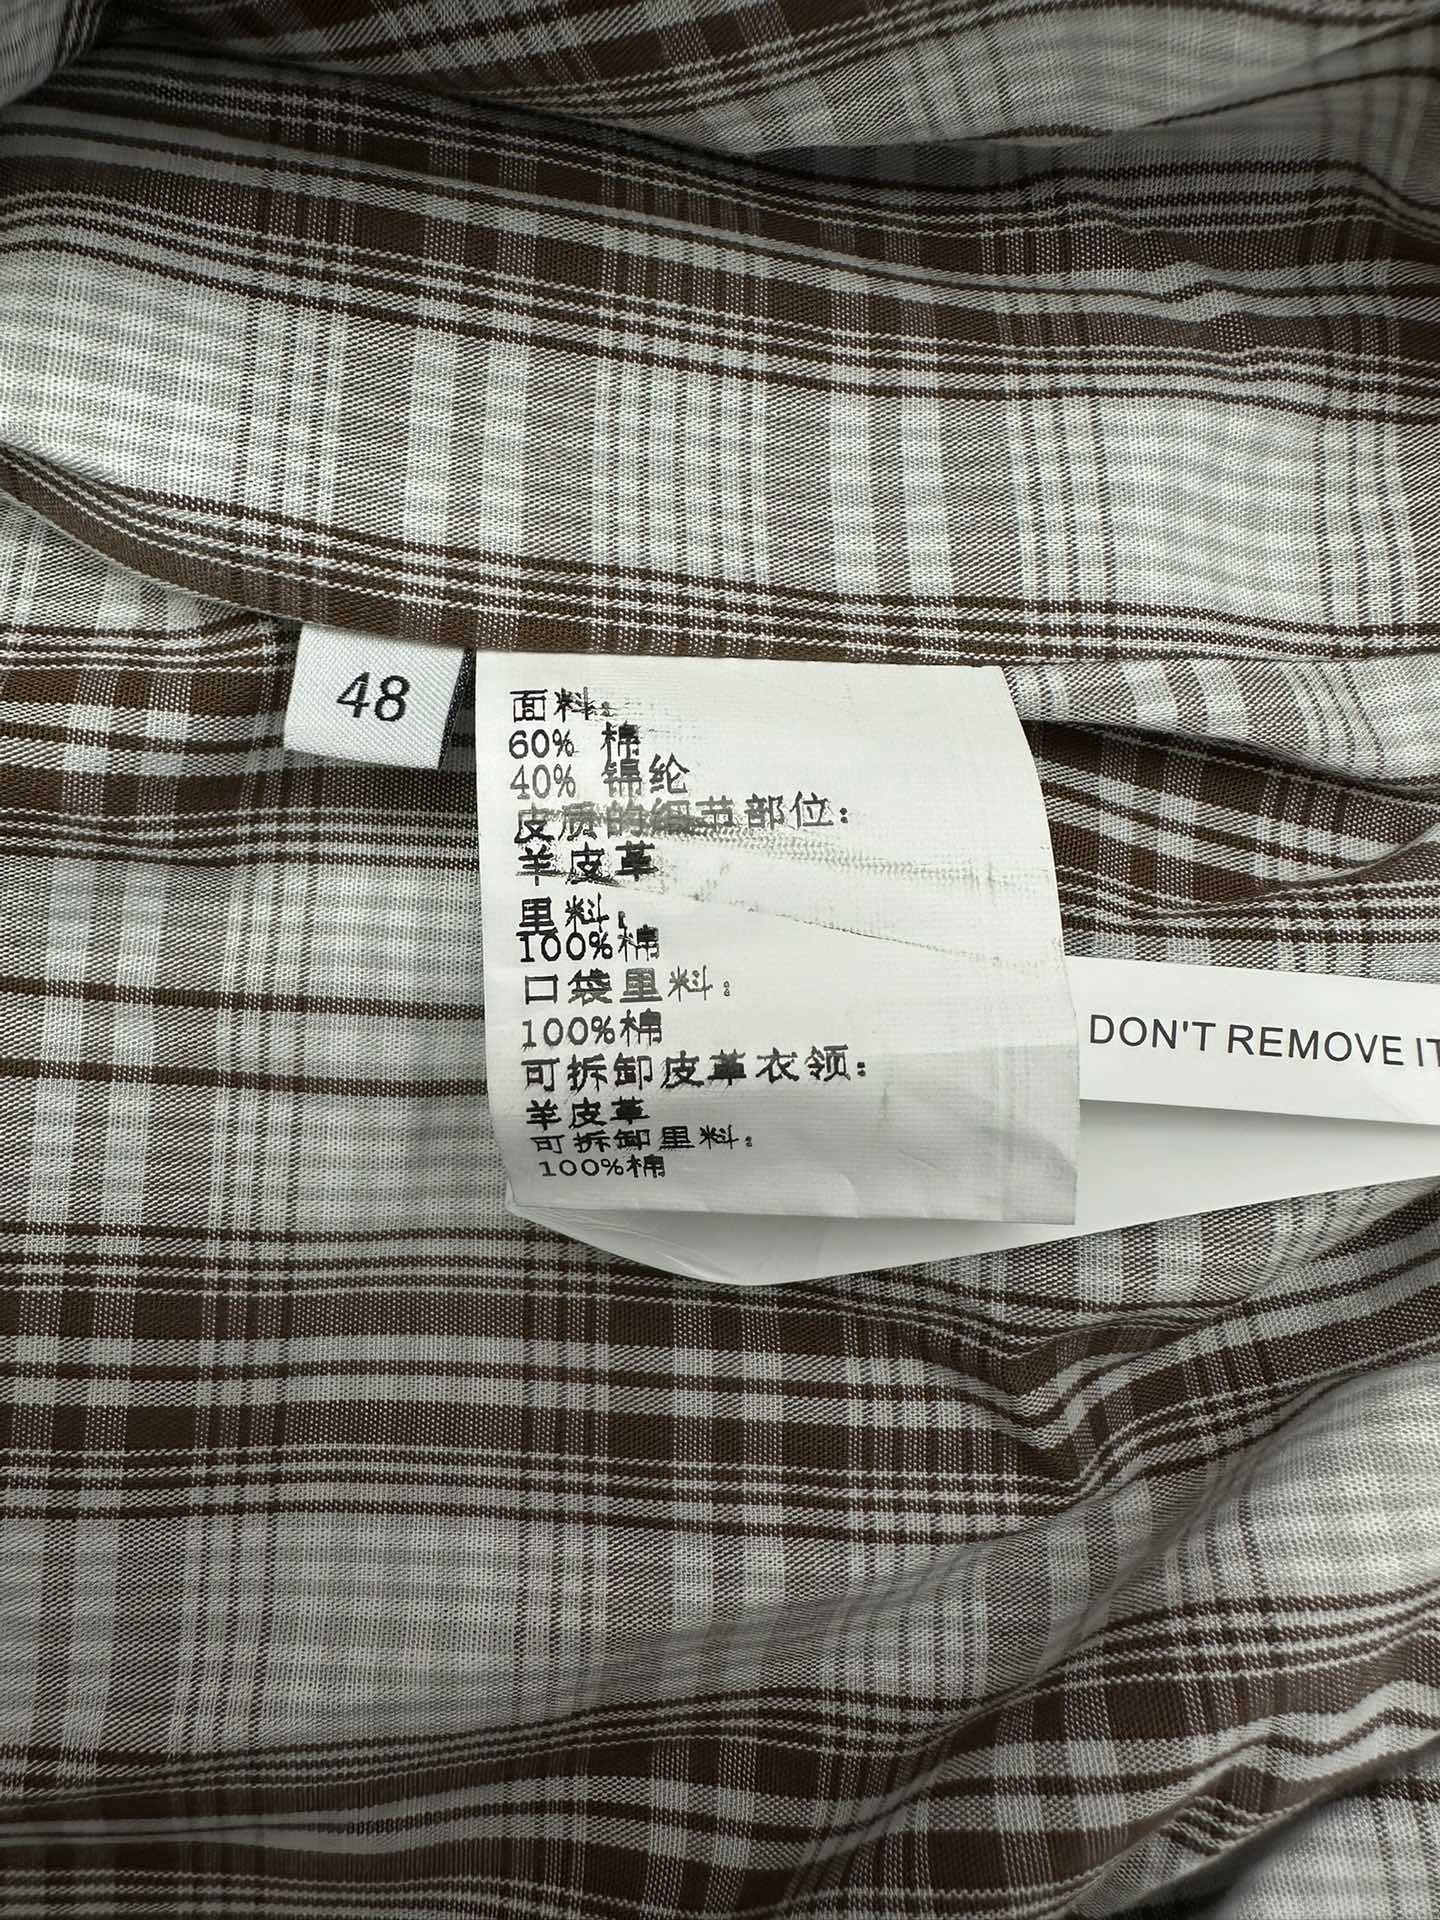 48
面料:
60% 棉
40% 锦纶
皮质的细节部位:
羊皮革
里料:
100%棉
口袋里料:
100%棉
可拆卸皮革衣领:
羊皮革
可拆卸里料:
100%棉
DON'T REMOVE IT